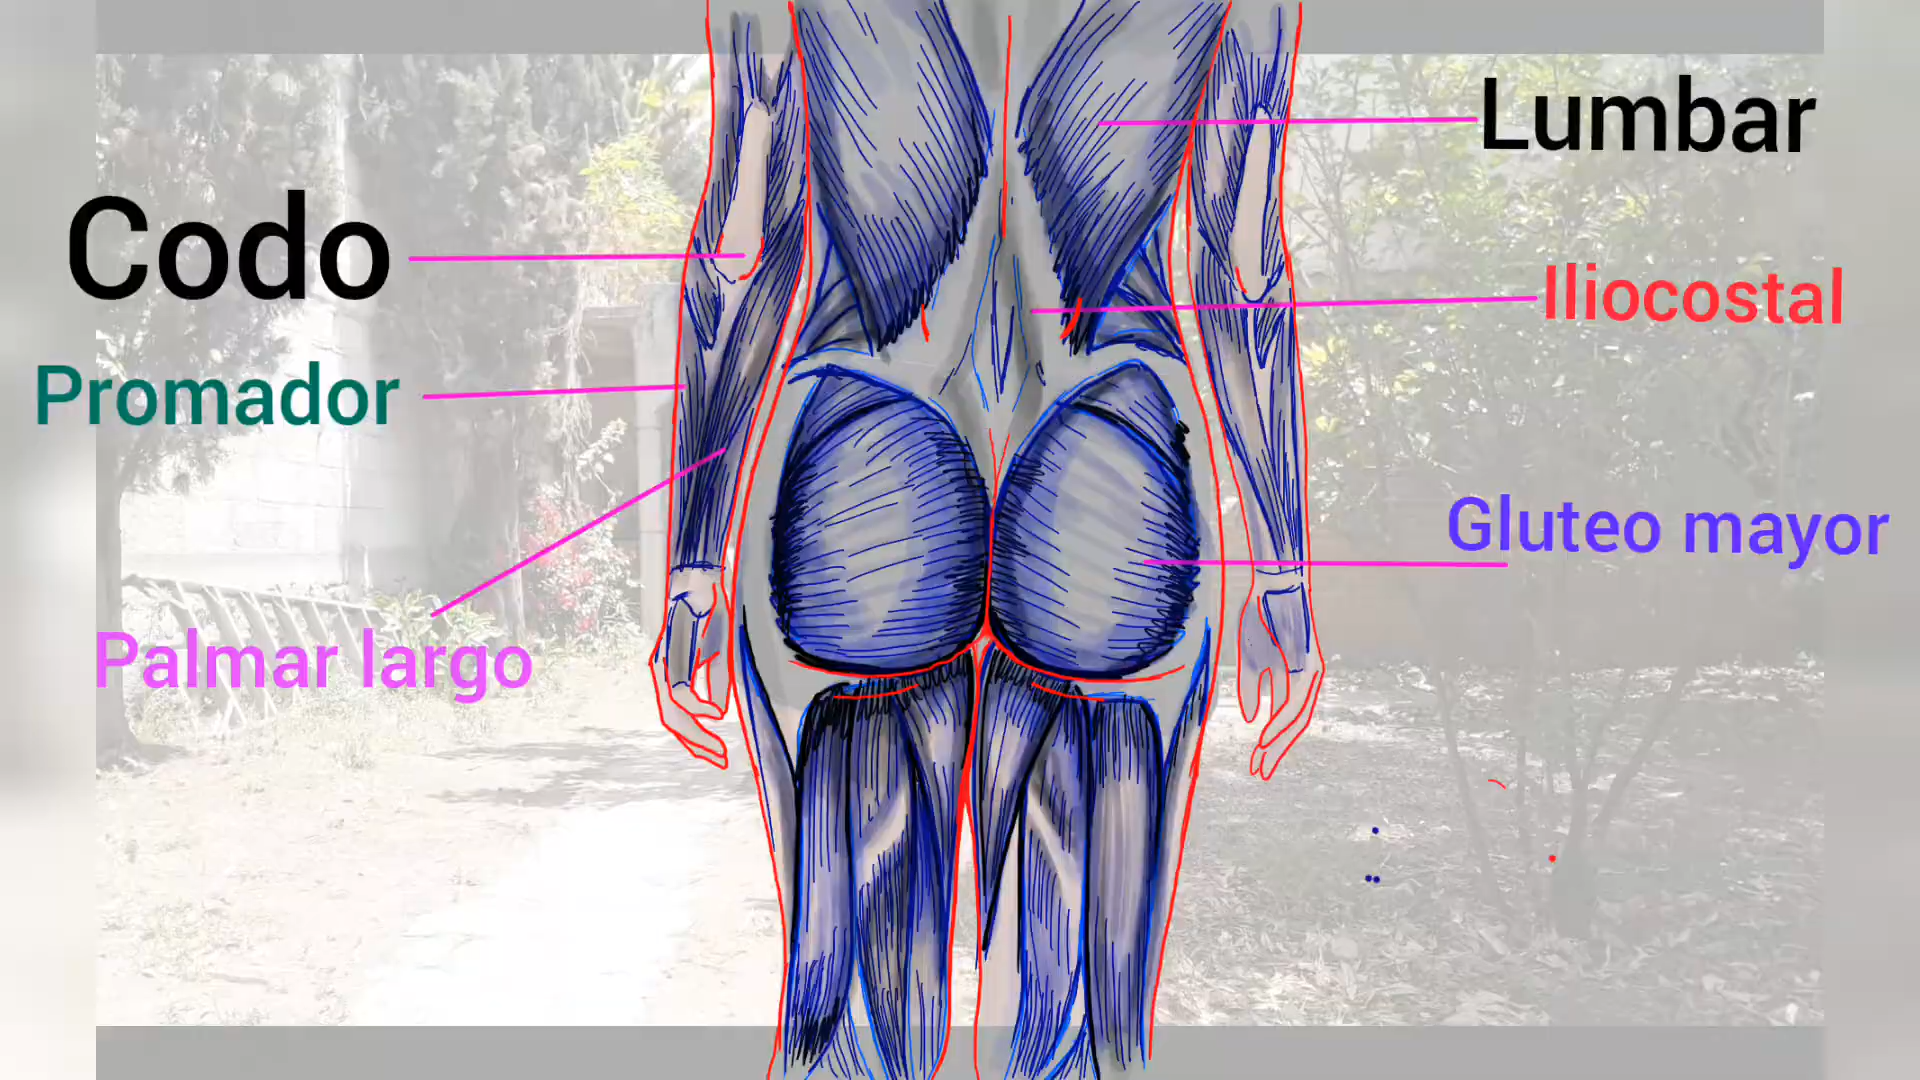 Lumbar
Codo
Iliocostal
Promador
Gluteo mayor
Palmar largo